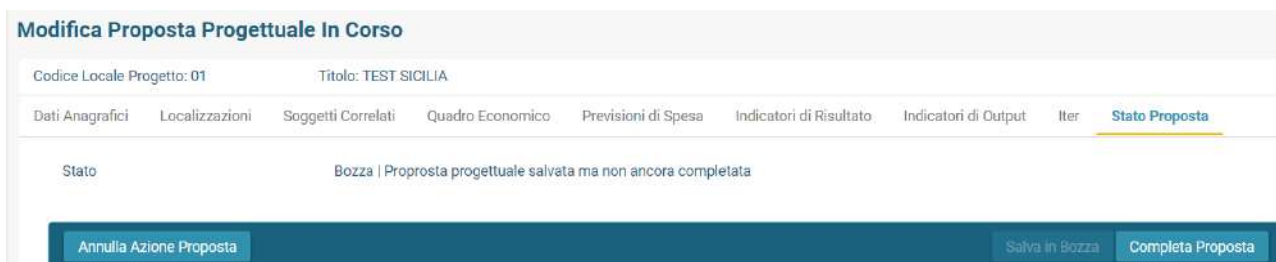 Modifica Proposta Progettuale In Corso
Codice Locale Progetto: 01 Titolo: TEST SICILIA
Dati Anagrafici Localizzazioni Soggetti Correlati Quadro Economico Previsioni di Spesa Indicatori di Risultato Indicatori di Output Iter Stato Proposta
Stato Bozza | Proprosta progettuale salvata ma non ancora completata
Annulla Azione Proposta Salva in Bozza Completa Proposta